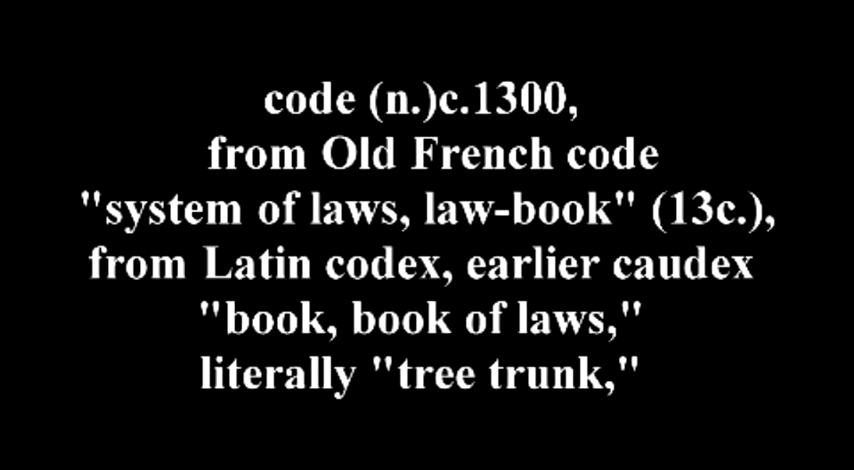 code (n.)c.1300,
from Old French code
"system of laws, law-book" (13c.),
from Latin codex, earlier caudex
"book, book of laws,"
literally "tree trunk,"